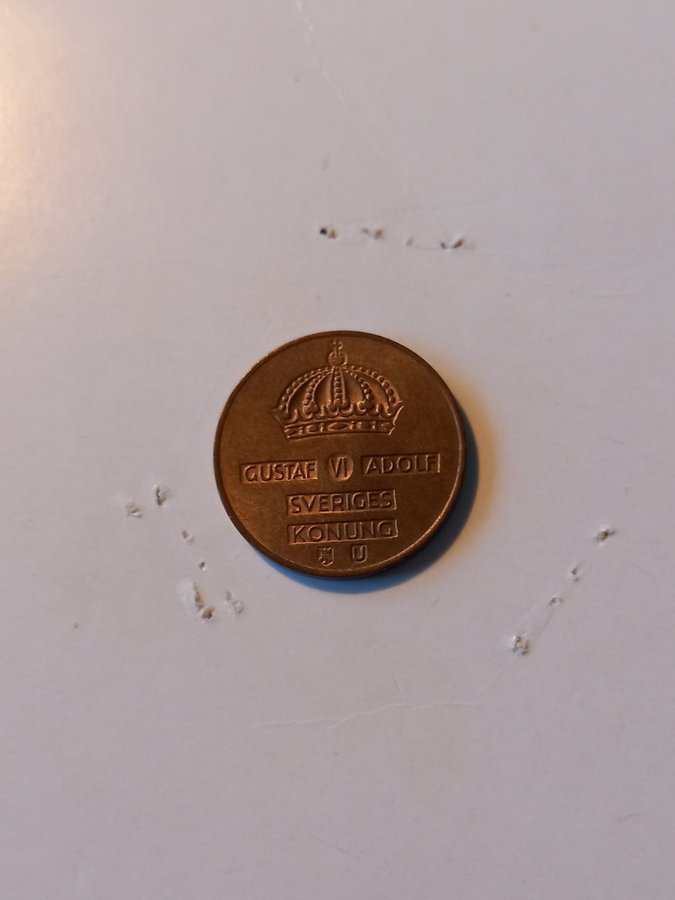 GUSTAF VI ADOLF
SVERIGES
KONUNG
U